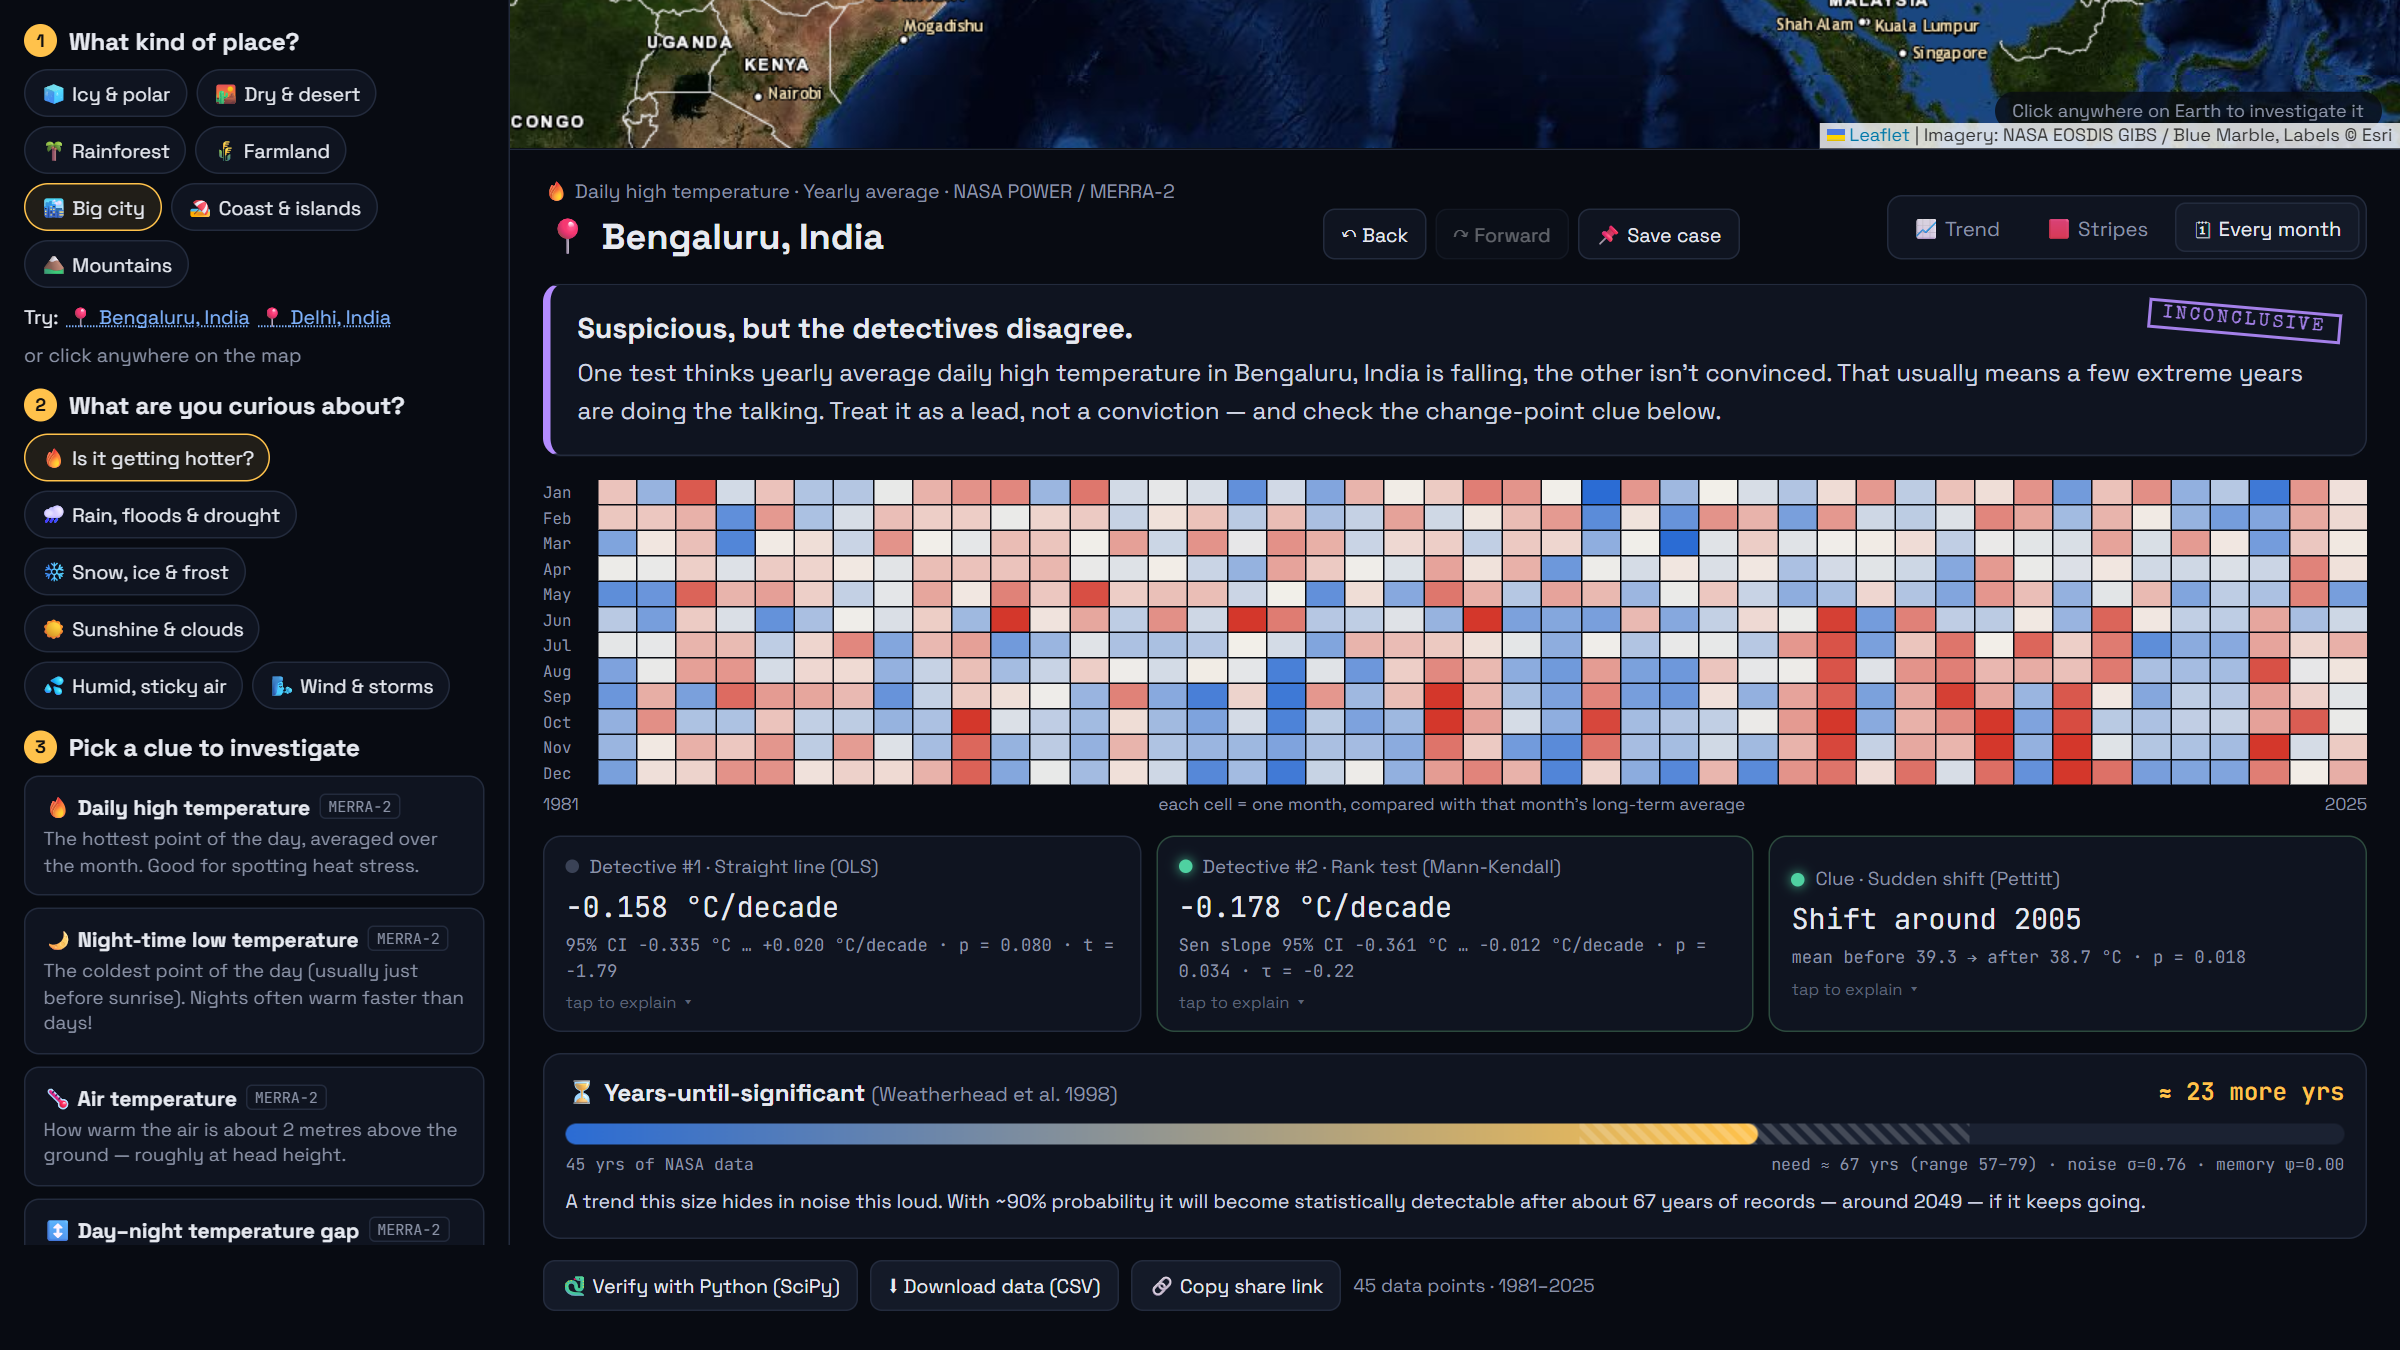 1 What kind of place?
Icy & polar
Dry & desert
Rainforest
Farmland
Big city
Coast & islands
Mountains
Try: Bengaluru, India Delhi, India
or click anywhere on the map
2 What are you curious about?
Is it getting hotter?
Rain, floods & drought
Snow, ice & frost
Sunshine & clouds
Humid, sticky air
Wind & storms
3 Pick a clue to investigate
Daily high temperature MERRA-2
The hottest point of the day, averaged over
the month. Good for spotting heat stress.
Night-time low temperature MERRA-2
The coldest point of the day (usually just
before sunrise). Nights often warm faster than
days!
Air temperature MERRA-2
How warm the air is about 2 metres above the
ground — roughly at head height.
Day–night temperature gap MERRA-2
Mogadishu
UGANDA
KENYA
Nairobi
CONGO
MALAYSIA
Shah Alam Kuala Lumpur
Singapore
Click anywhere on Earth to investigate it
Leaflet | Imagery: NASA EOSDIS GIBS / Blue Marble, Labels © Esri
Daily high temperature · Yearly average · NASA POWER / MERRA-2
Bengaluru, India
Back
Forward
Save case
Trend
Stripes
Every month
Suspicious, but the detectives disagree.
INCONCLUSIVE
One test thinks yearly average daily high temperature in Bengaluru, India is falling, the other isn't convinced. That usually means a few extreme years
are doing the talking. Treat it as a lead, not a conviction — and check the change-point clue below.
Jan
Feb
Mar
Apr
May
Jun
Jul
Aug
Sep
Oct
Nov
Dec
1981
each cell = one month, compared with that month's long-term average
2025
Detective #1 · Straight line (OLS)
-0.158 °C/decade
95% CI -0.335 °C … +0.020 °C/decade · p = 0.080 · t =
-1.79
tap to explain ▾
Detective #2 · Rank test (Mann-Kendall)
-0.178 °C/decade
Sen slope 95% CI -0.361 °C … -0.012 °C/decade · p =
0.034 · τ = -0.22
tap to explain ▾
Clue · Sudden shift (Pettitt)
Shift around 2005
mean before 39.3 → after 38.7 °C · p = 0.018
tap to explain ▾
Years-until-significant (Weatherhead et al. 1998)
≈ 23 more yrs
45 yrs of NASA data
need ≈ 67 yrs (range 57–79) · noise σ=0.76 · memory φ=0.00
A trend this size hides in noise this loud. With ~90% probability it will become statistically detectable after about 67 years of records — around 2049 — if it keeps going.
Verify with Python (SciPy)
Download data (CSV)
Copy share link
45 data points · 1981–2025